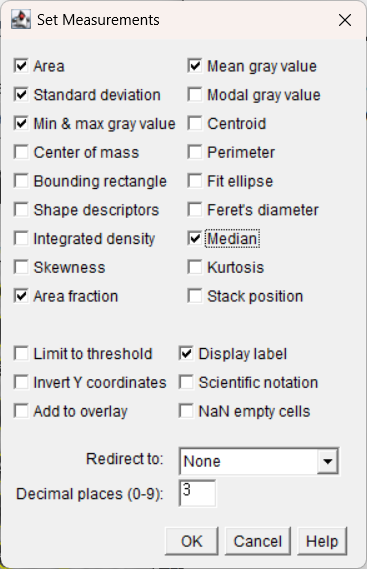 Set Measurements
Area Mean gray value
Standard deviation Modal gray value
Min & max gray value Centroid
Center of mass Perimeter
Bounding rectangle Fit ellipse
Shape descriptors Feret's diameter
Integrated density Median
Skewness Kurtosis
Area fraction Stack position
Limit to threshold Display label
Invert Y coordinates Scientific notation
Add to overlay NaN empty cells
Redirect to: None
Decimal places (0-9): 3
OK Cancel Help